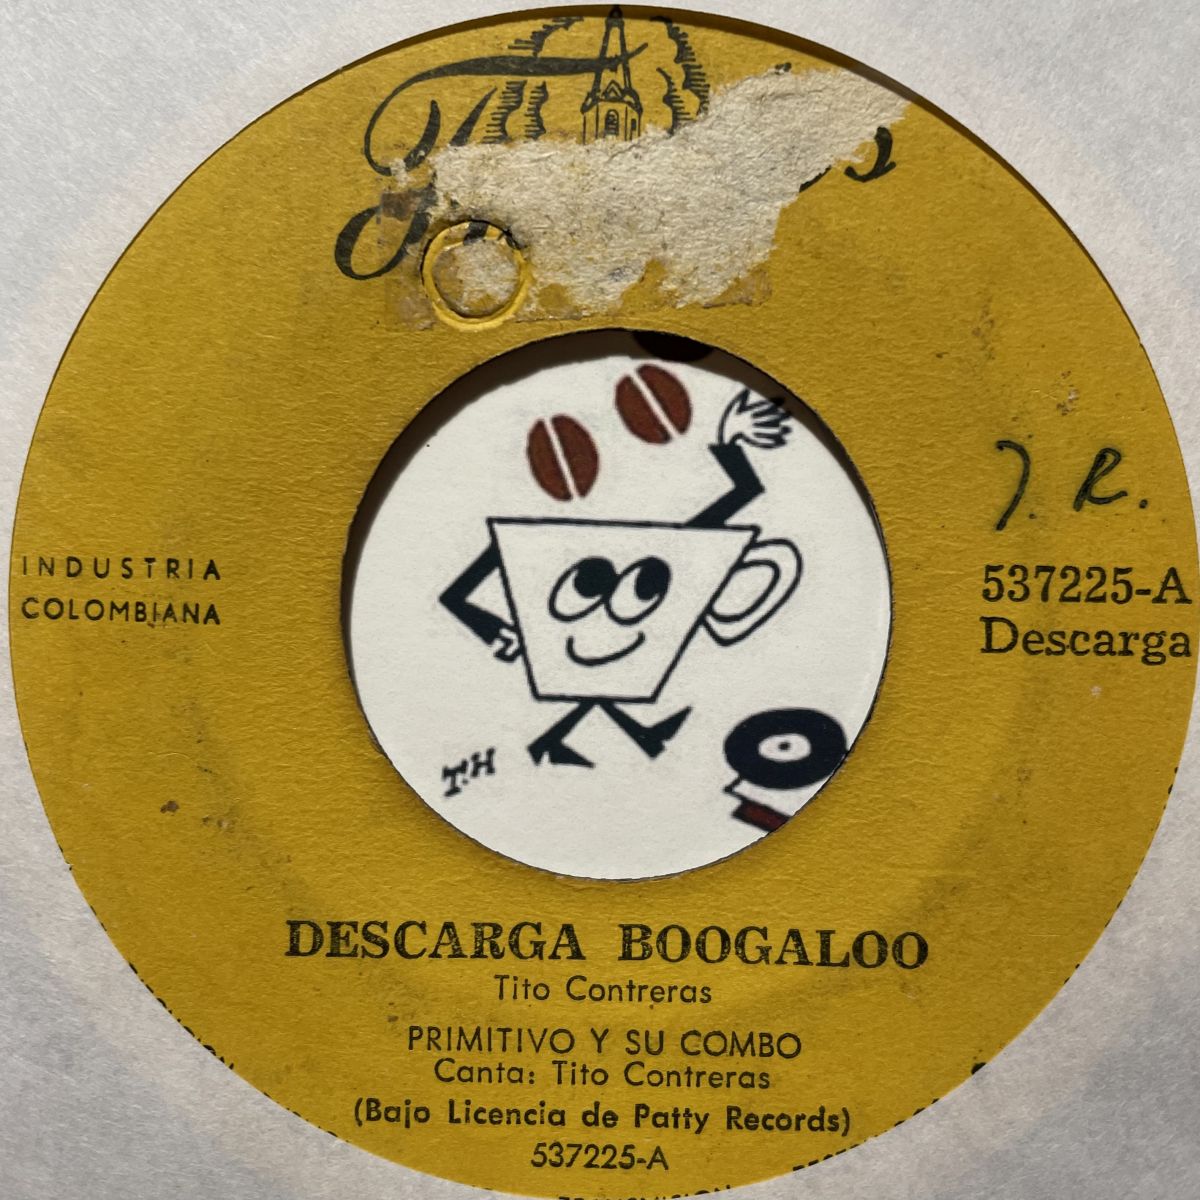 J. R.
INDUSTRIA
COLOMBIANA
537225-A
Descarga
TiH
DESCARGA BOOGALOO
Tito Contreras
PRIMITIVO Y SU COMBO
Canta: Tito Contreras
(Bajo Licencia de Patty Records)
537225-A